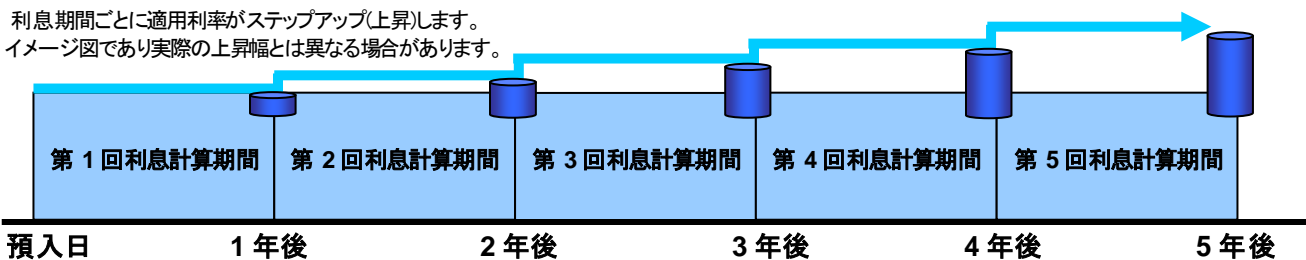 利息期間ごとに適用利率がステップアップ(上昇)します。
イメージ図であり実際の上昇幅とは異なる場合があります。
第 1 回利息計算期間 第 2 回利息計算期間 第 3 回利息計算期間 第 4 回利息計算期間 第 5 回利息計算期間
預入日 1 年後 2 年後 3 年後 4 年後 5 年後